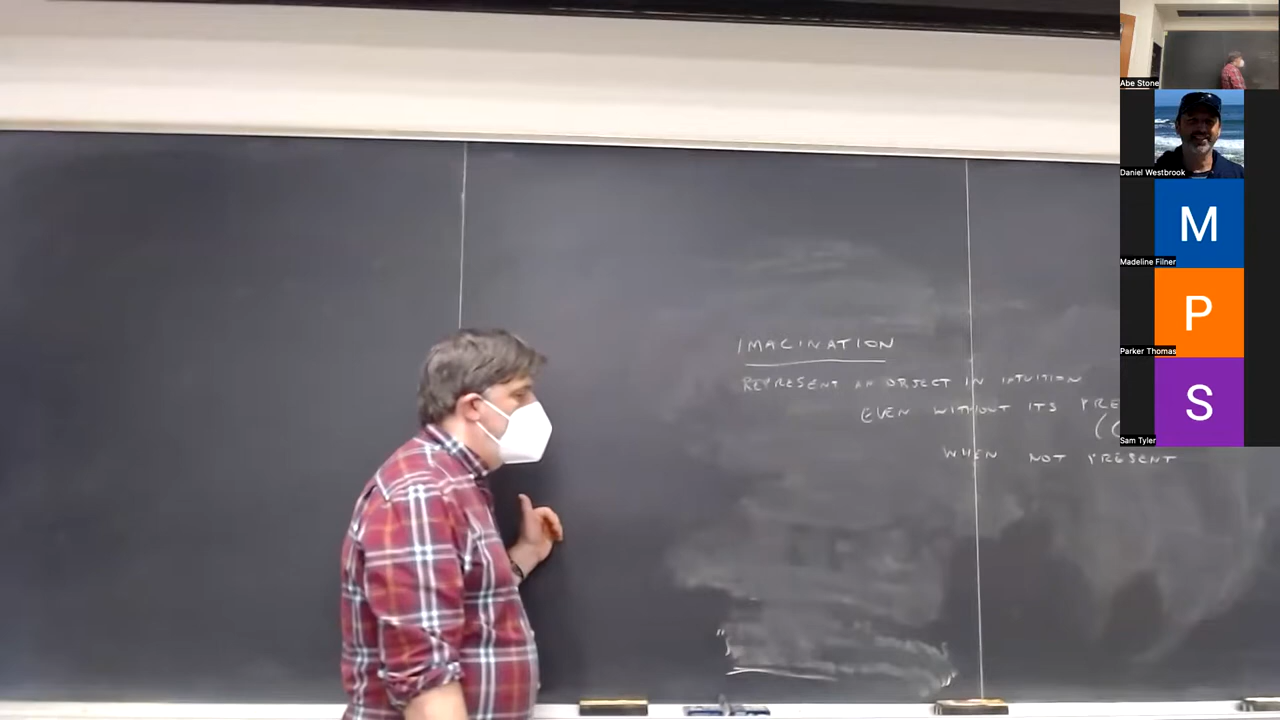 IMAGINATION
REPRESENT AN OBJECT IN INTUITION
EVEN WITHOUT ITS PRE
(C
WHEN NOT PRESENT
Abe Stone
Daniel Westbrook
M
Madeline Filner
P
Parker Thomas
S
Sam Tyler